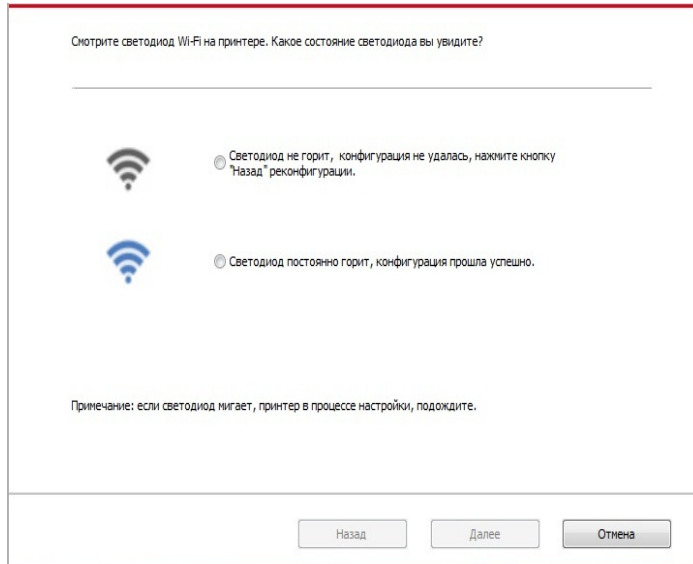 Смотрите светодиод Wi-Fi на принтере. Какое состояние светодиода вы увидите?
Светодиод не горит, конфигурация не удалась, нажмите кнопку
"Назад" реконфигурации.
Светодиод постоянно горит, конфигурация прошла успешно.
Примечание: если светодиод мигает, принтер в процессе настройки, подождите.
Назад Далее Отмена